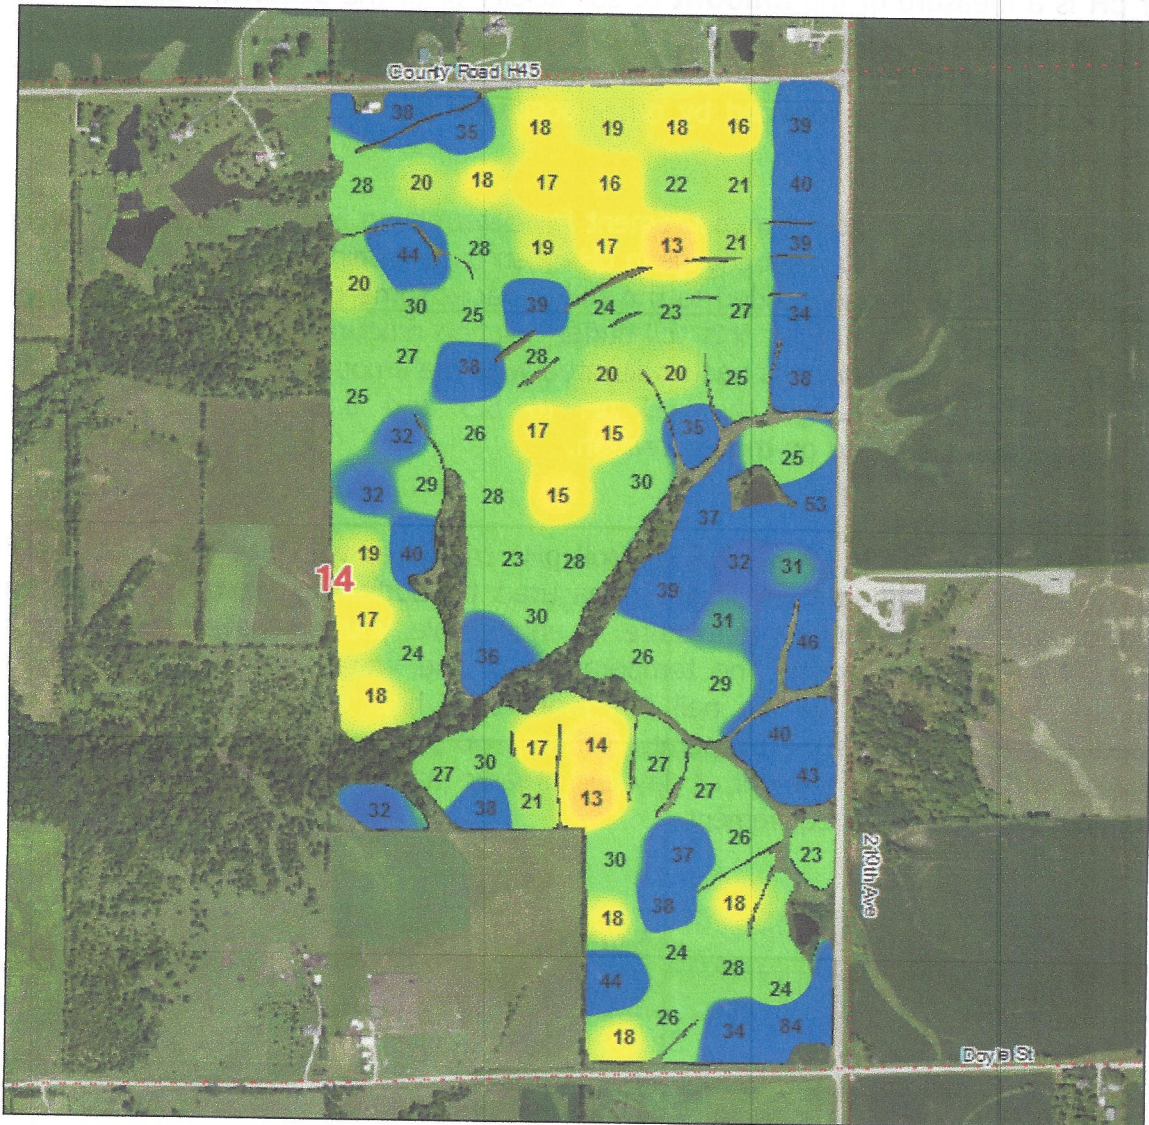 County Road H45
38
35 18 19 18 16 39
28 20 18 17 16 22 21 40
44 28 19 17 13 21 39
20 30 25 39 24 23 27 34
27 38 28 20 20 25 38
25
32 26 17 15 35 25
32 29 28 15 30 37 53
19 40 23 28 39 32 31
14
17 24 36 30 26 31 46
18 29
27 30 17 14 27 40
32 38 21 13 27 43
30 37 26 23
219th Ave
18 38 18
44 24 28 24
18 26 34 84
Doyle St